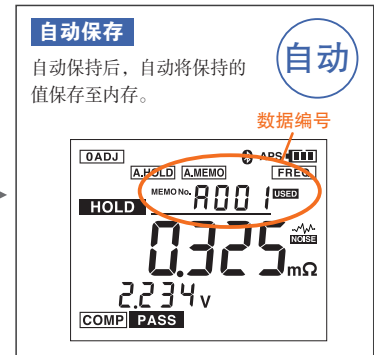 自动保存
自动
自动保持后，自动将保持的
值保存至内存。
数据编号
0ADJ APS
A.HOLD A.MEMO FREQ
MEMO No. A001 USED
HOLD
0.325 mΩ
NOISE
2.234 V
COMP PASS